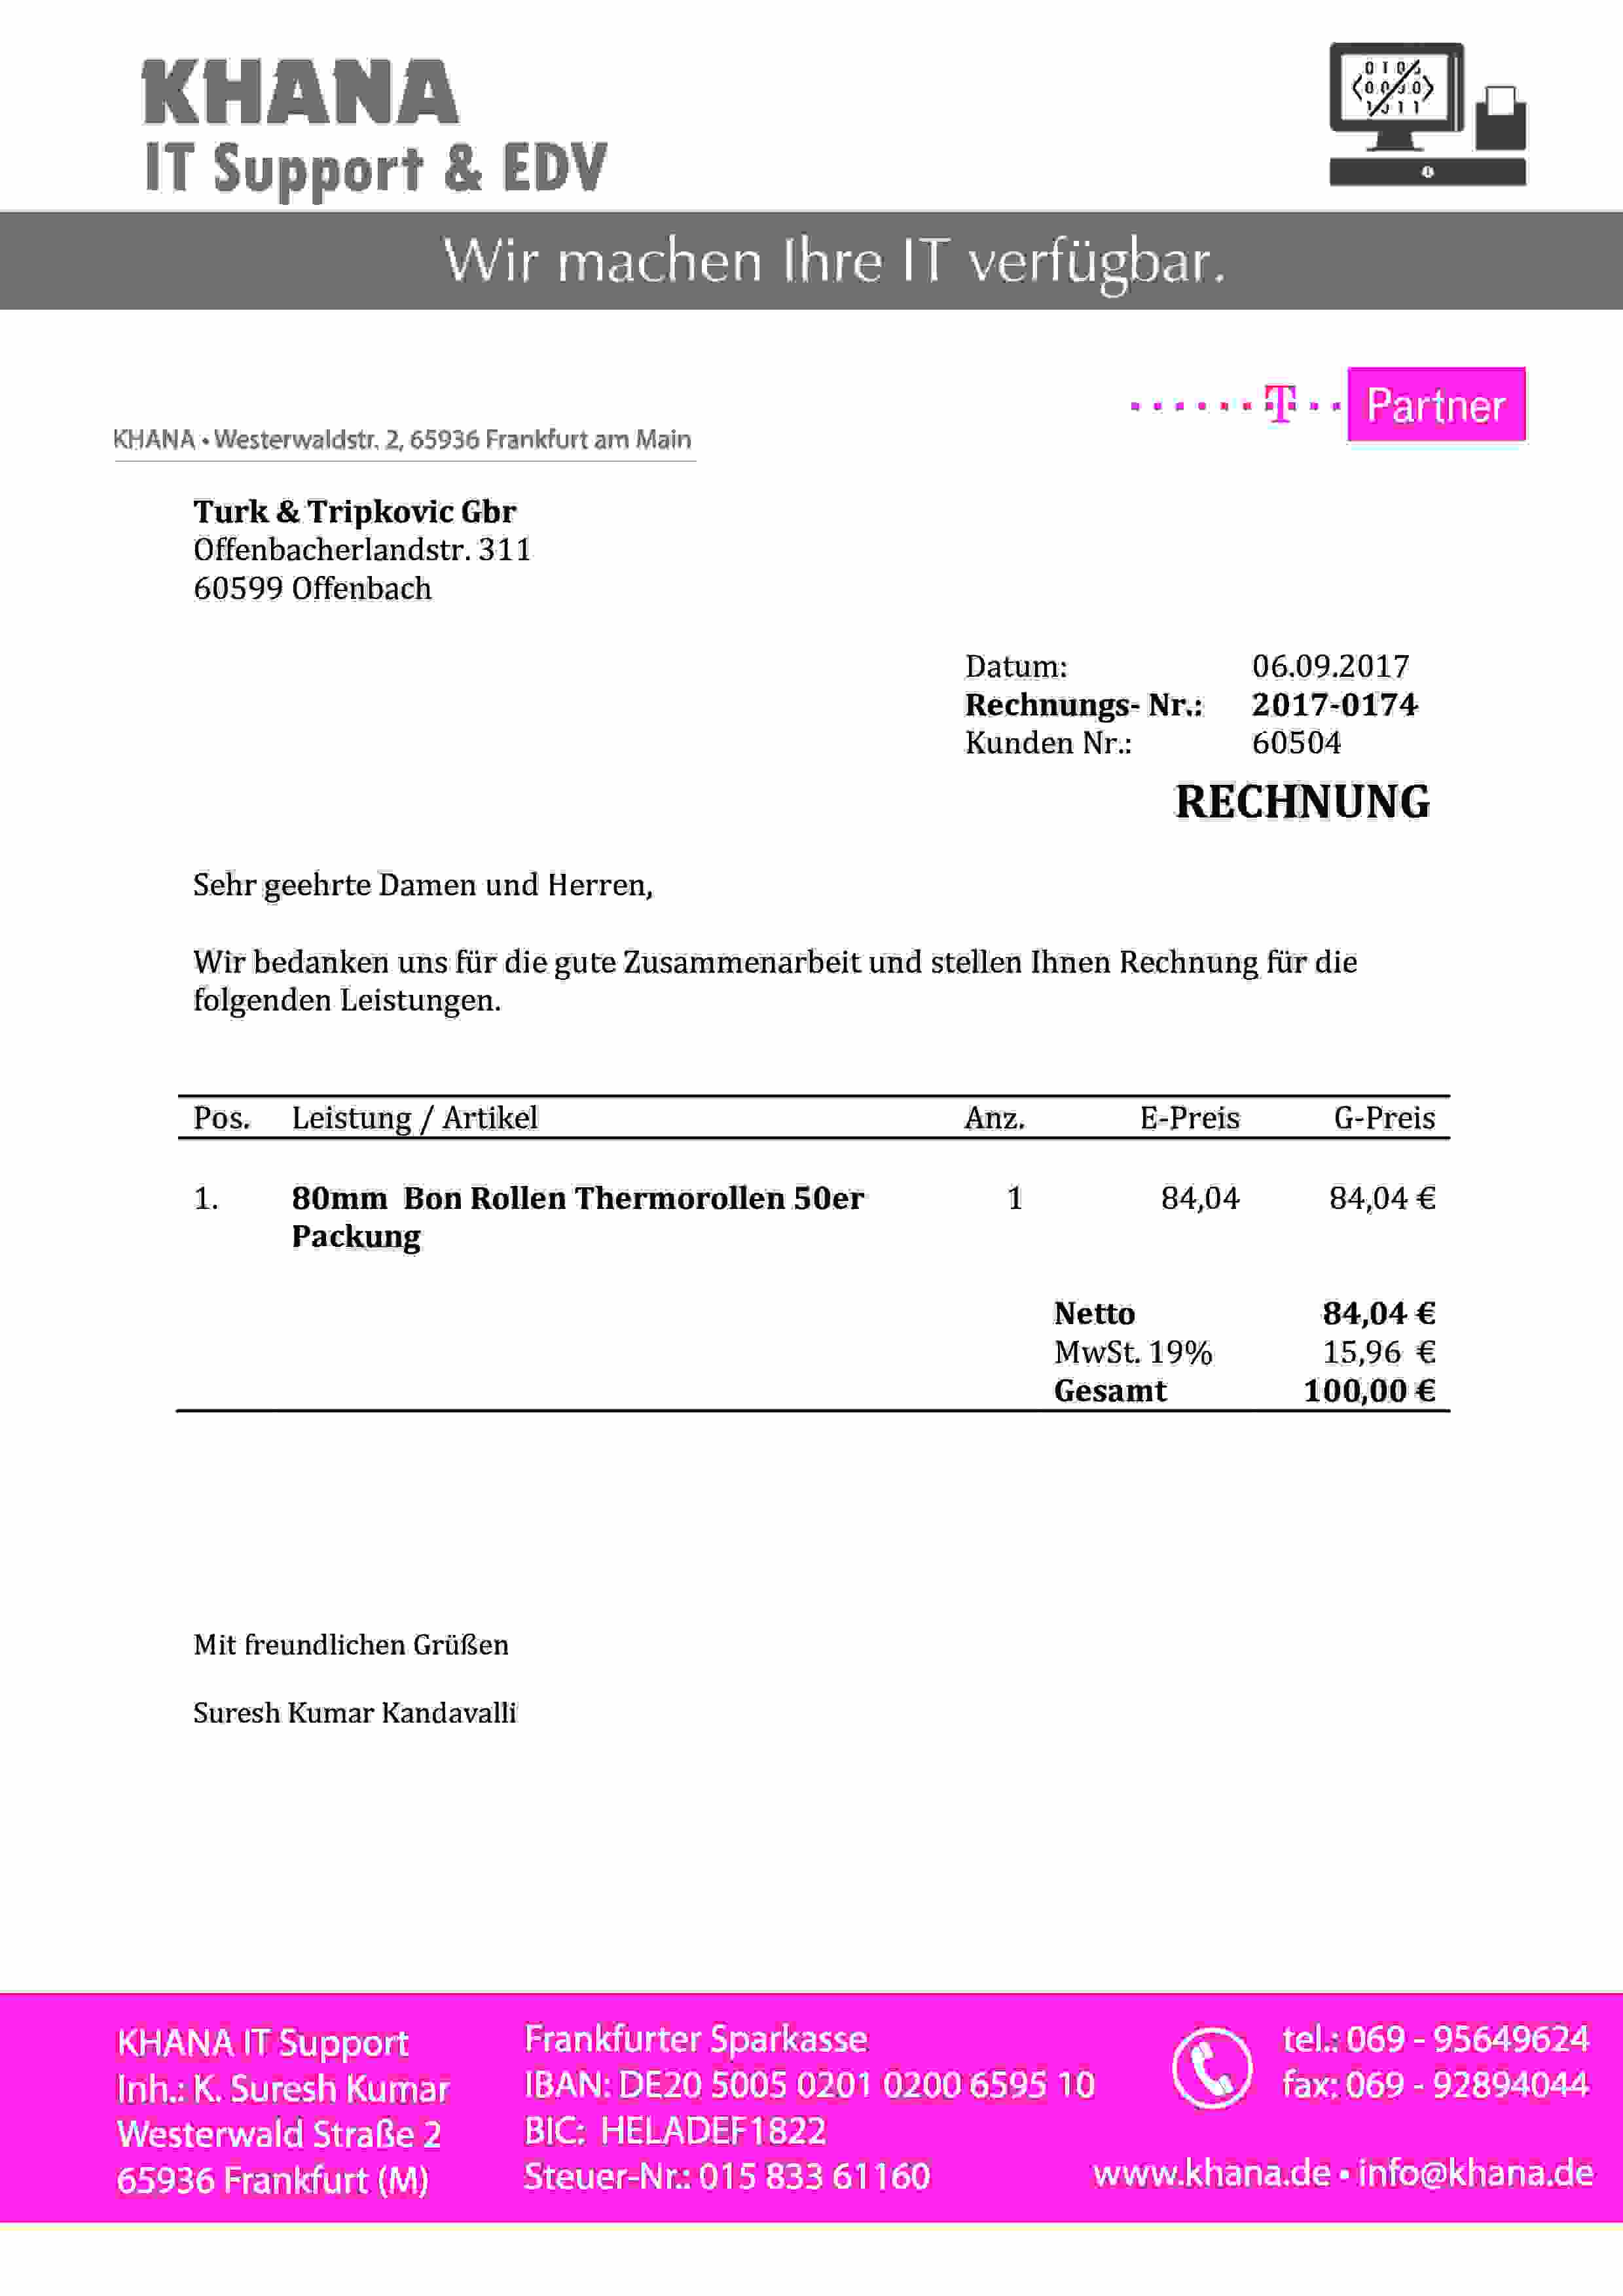 KHANA
IT Support & EDV
Wir machen Ihre IT verfügbar.
T Partner
KHANA • Westerwaldstr. 2, 65936 Frankfurt am Main
Turk & Tripkovic Gbr
Offenbacherlandstr. 311
60599 Offenbach
Datum: 06.09.2017
Rechnungs- Nr.: 2017-0174
Kunden Nr.: 60504
RECHNUNG
Sehr geehrte Damen und Herren,
Wir bedanken uns für die gute Zusammenarbeit und stellen Ihnen Rechnung für die
folgenden Leistungen.
Pos. Leistung / Artikel Anz. E-Preis G-Preis
1. 80mm Bon Rollen Thermorollen 50er 1 84,04 84,04 €
Packung
Netto 84,04 €
MwSt. 19% 15,96 €
Gesamt 100,00 €
Mit freundlichen Grüßen
Suresh Kumar Kandavalli
KHANA IT Support
Inh.: K. Suresh Kumar
Westerwald Straße 2
65936 Frankfurt (M)
Frankfurter Sparkasse
IBAN: DE20 5005 0201 0200 6595 10
BIC: HELADEF1822
Steuer-Nr.: 015 833 61160
tel.: 069 - 95649624
fax: 069 - 92894044
www.khana.de • info@khana.de